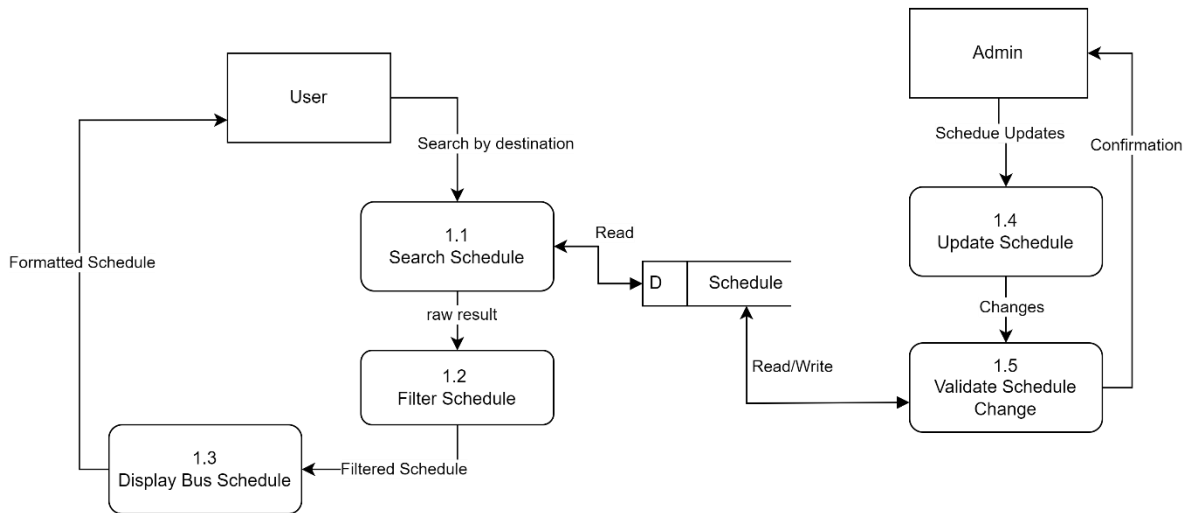 Admin
User
Schedue Updates
Confirmation
Search by destination
1.1
Search Schedule
Read
1.4
Update Schedule
Formatted Schedule
D
Schedule
raw result
Changes
1.2
Filter Schedule
Read/Write
1.5
Validate Schedule
Change
1.3
Display Bus Schedule
Filtered Schedule